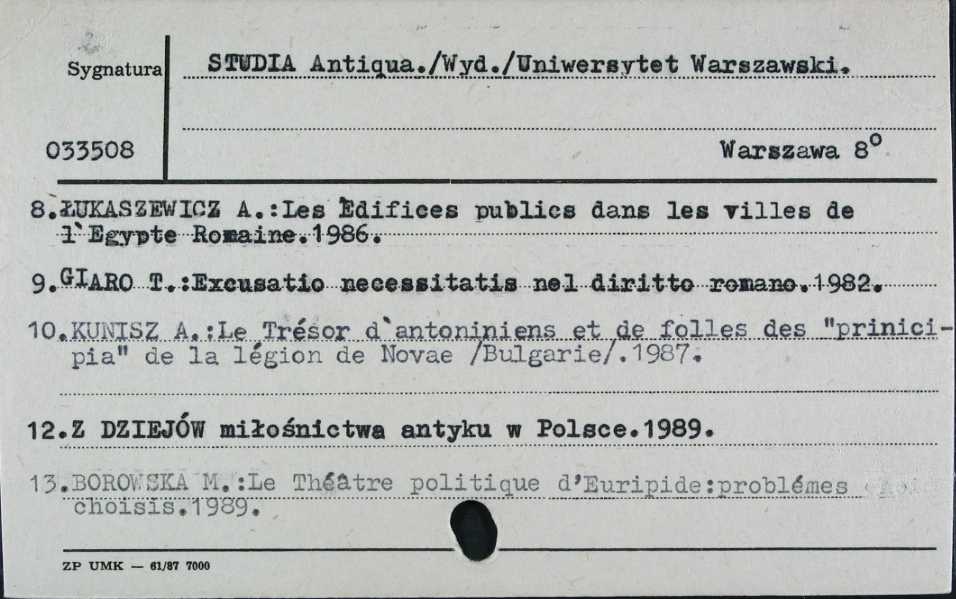 Sygnatura
STUDIA Antiqua./Wyd./Uniwersytet Warszawski.
033508
Warszawa 8°
8.ŁUKASZEWICZ A.:Les Èdifices publics dans les villes de
l`Egypte Romaine.1986.
9.GIARO T.:Excusatio necessitatis nel diritto romano.1982.
10.KUNISZ A.:Le Trésor d`antoniniens et de folles des "prinici-
pia" de la légion de Novae /Bulgarie/.1987.
12.Z DZIEJÓW miłośnictwa antyku w Polsce.1989.
13.BOROWSKA M.:Le Théâtre politique d'Euripide:problémes
choisis.1989.
ZP UMK — 61/87 7000